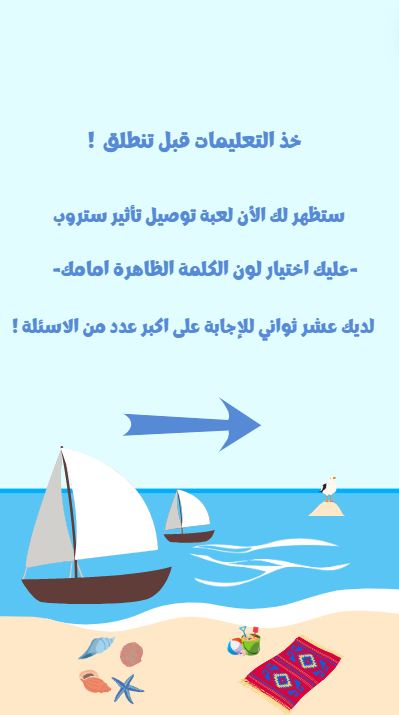 خذ التعليمات قبل تنطلق !
ستظهر لك الأن لعبة توصيل تأثير ستروب
-عليك اختيار لون الكلمة الظاهرة امامك-
لديك عشر ثواني للإجابة على اكبر عدد من الاسئلة !